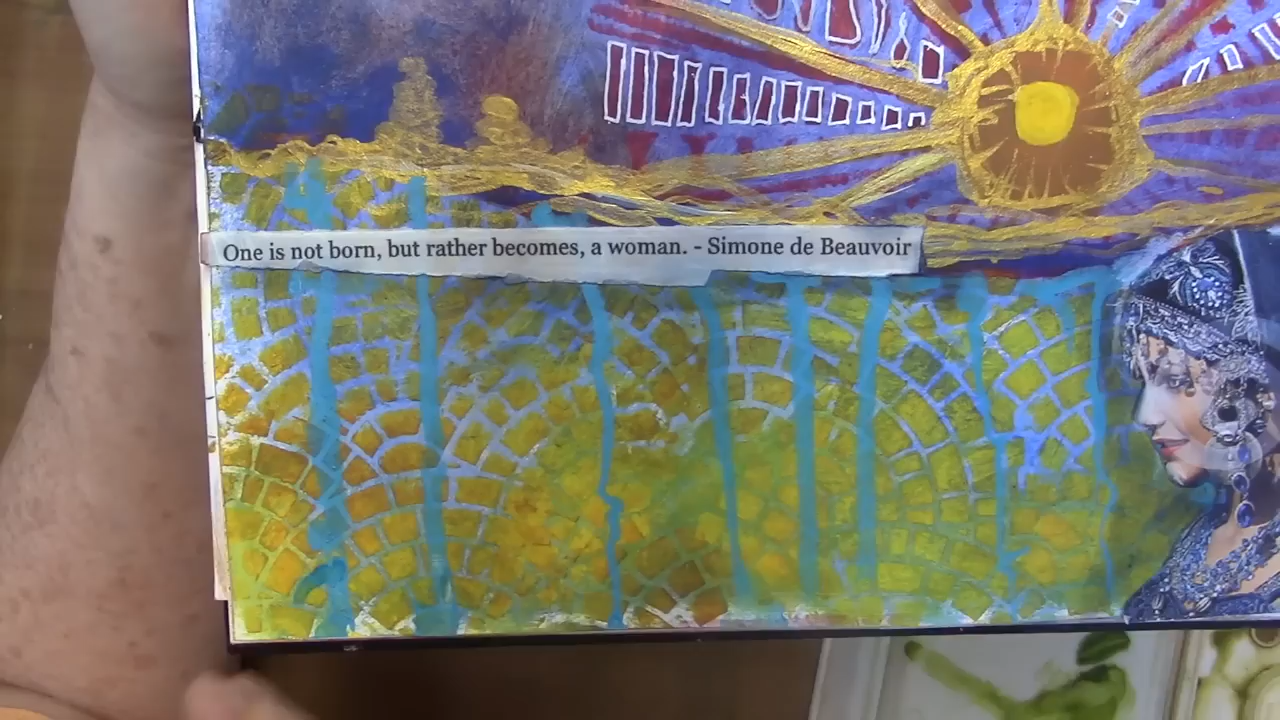 One is not born, but rather becomes, a woman. - Simone de Beauvoir